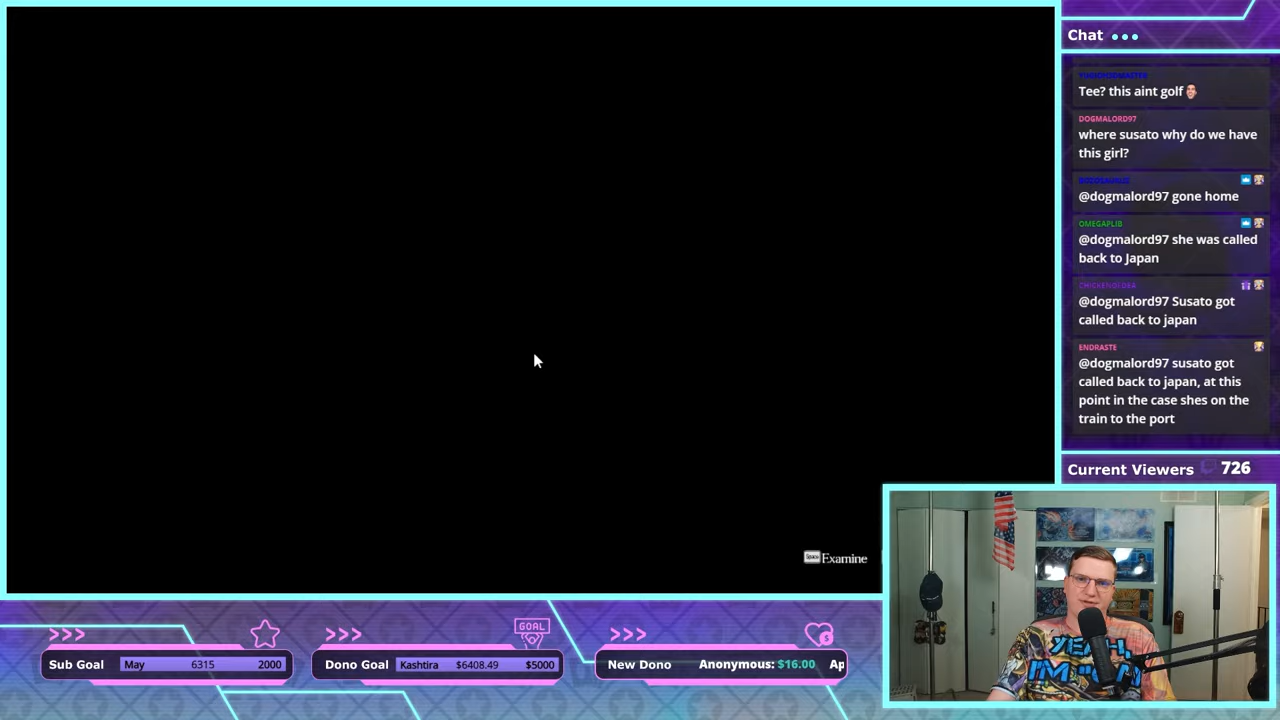 Chat
Tee? this aint golf
DOGMALORD97
where susato why do we have
this girl?
@dogmalord97 gone home
OMEGAPLIB
@dogmalord97 she was called
back to Japan
@dogmalord97 Susato got
called back to japan
ENDRASTE
@dogmalord97 susato got
called back to japan, at this
point in the case shes on the
train to the port
Current Viewers 726
Space Examine
YEAH,
>>>
>>>
GOAL
>>>
Sub Goal May 6315 2000
Dono Goal Kashtira $6408.49 $5000
New Dono Anonymous: $16.00 Ap